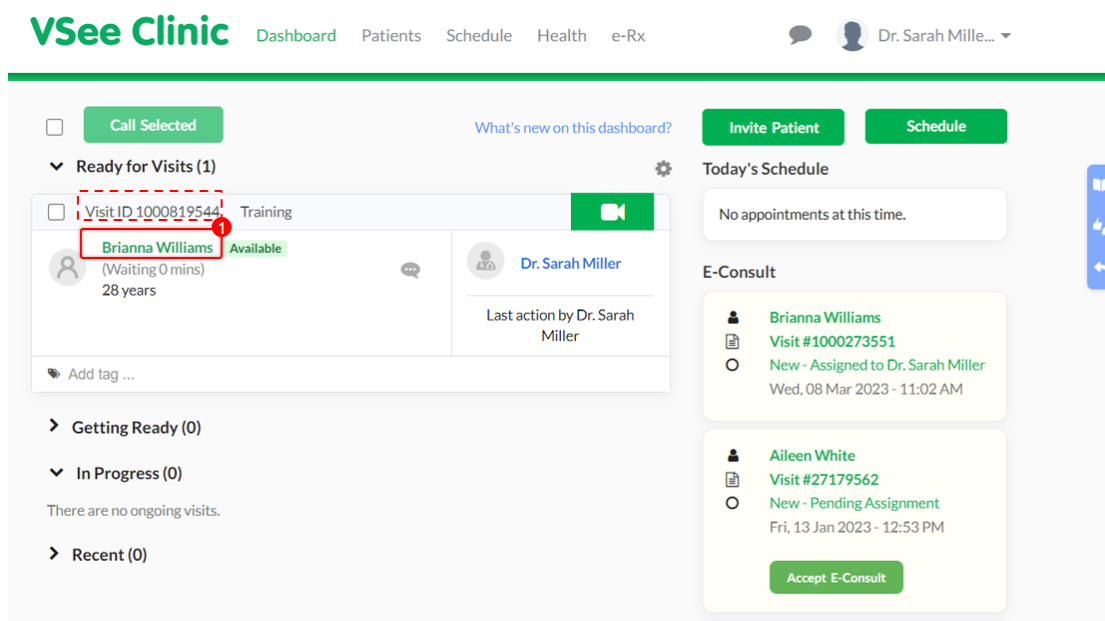 VSee Clinic
Dashboard
Patients
Schedule
Health
e-Rx
Dr. Sarah Mille...
Call Selected
What's new on this dashboard?
Ready for Visits (1)
Visit ID 1000819544
Training
1
Brianna Williams
Available
(Waiting 0 mins)
28 years
Dr. Sarah Miller
Last action by Dr. Sarah
Miller
Add tag ...
Getting Ready (0)
In Progress (0)
There are no ongoing visits.
Recent (0)
Invite Patient
Schedule
Today's Schedule
No appointments at this time.
E-Consult
Brianna Williams
Visit #1000273551
New - Assigned to Dr. Sarah Miller
Wed, 08 Mar 2023 - 11:02 AM
Aileen White
Visit #27179562
New - Pending Assignment
Fri, 13 Jan 2023 - 12:53 PM
Accept E-Consult